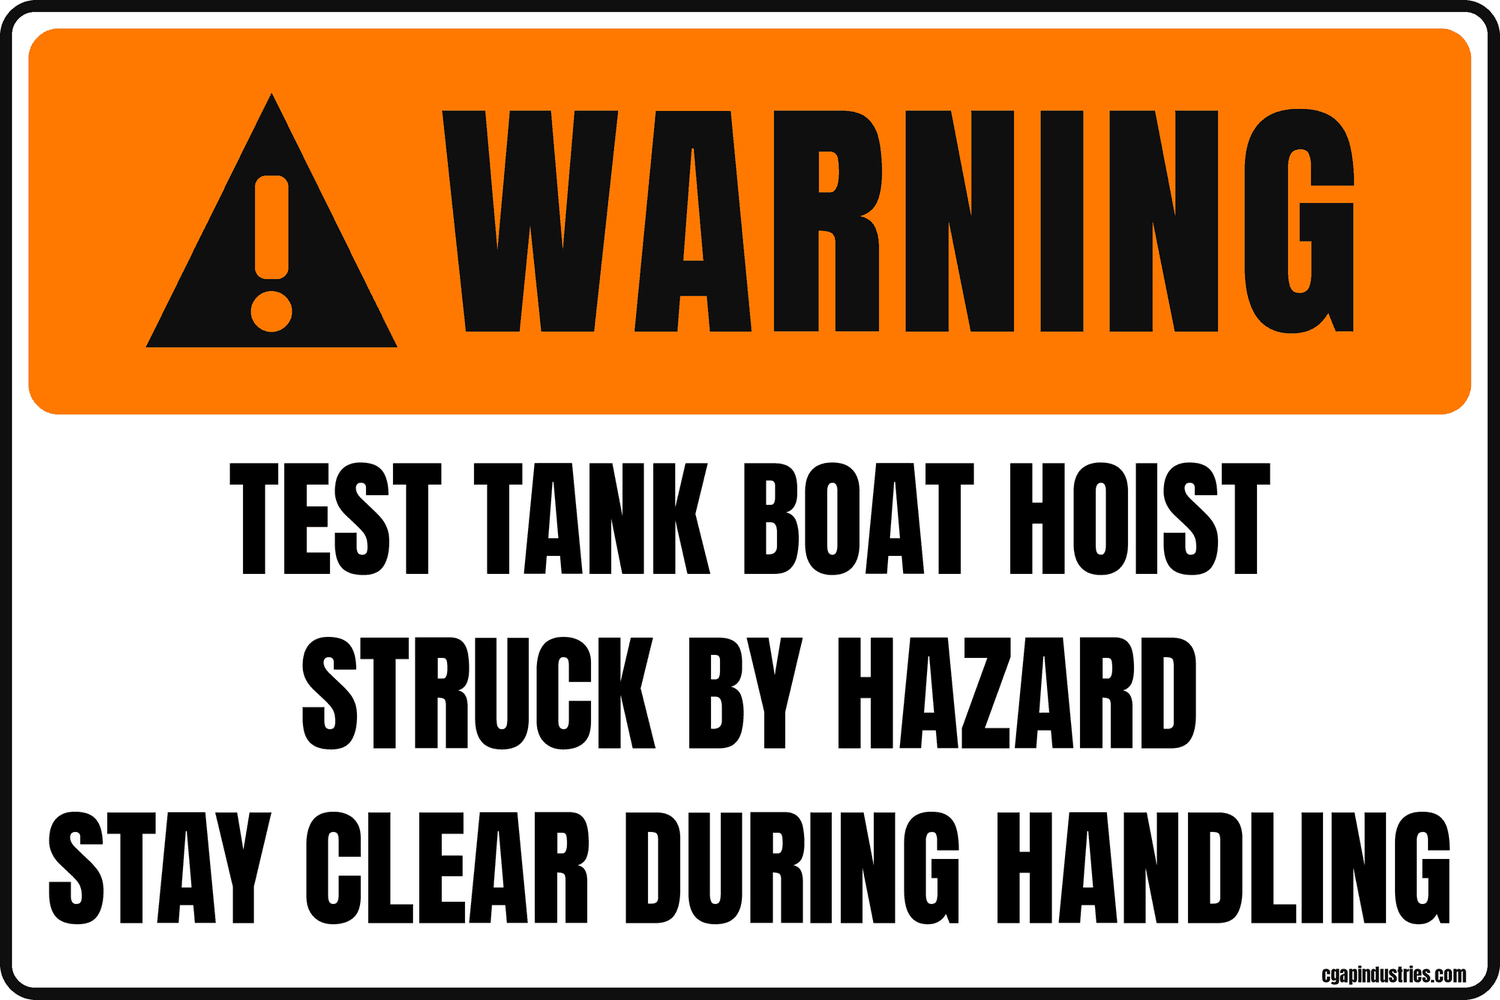 WARNING
TEST TANK BOAT HOIST
STRUCK BY HAZARD
STAY CLEAR DURING HANDLING
cgapindustries.com